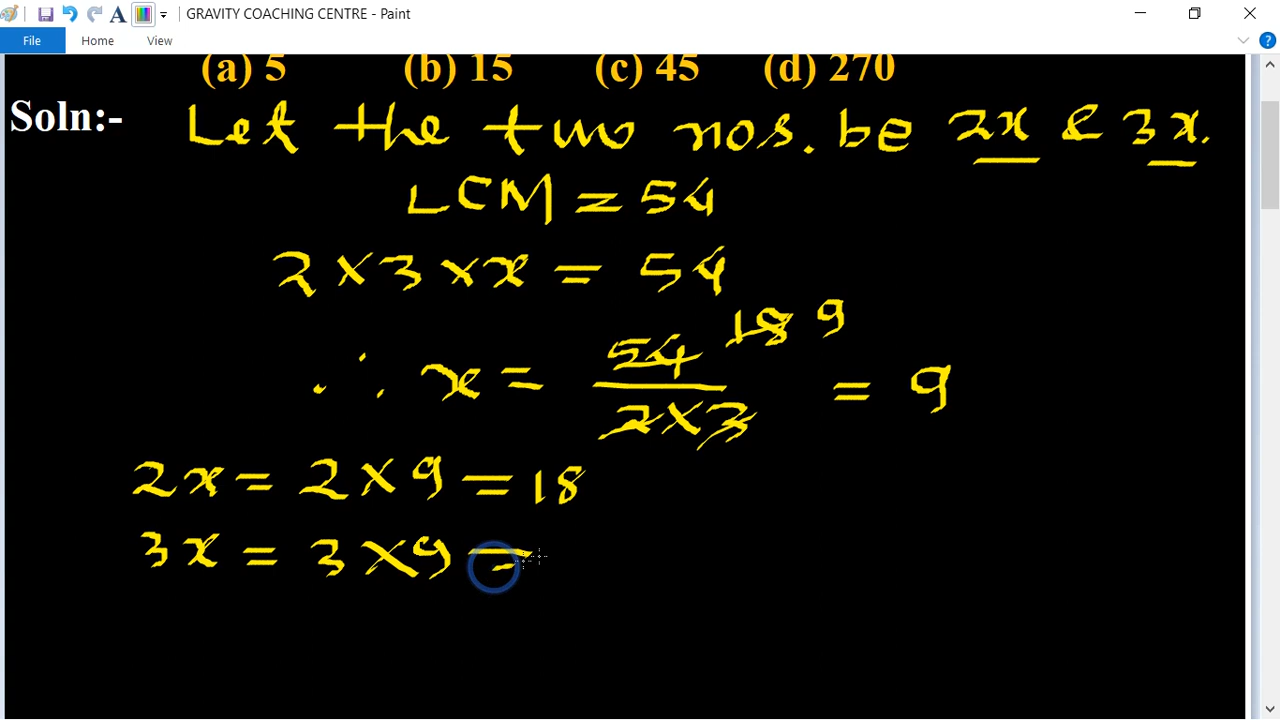 GRAVITY COACHING CENTRE - Paint
File Home View
(a) 5 (b) 15 (c) 45 (d) 270
Soln:- Let the two nos. be 2x & 3x.
LCM = 54
2 × 3 × x = 54
18 9
∴ x = 54 / 2 × 3 = 9
2x = 2 × 9 = 18
3x = 3 × 9 =